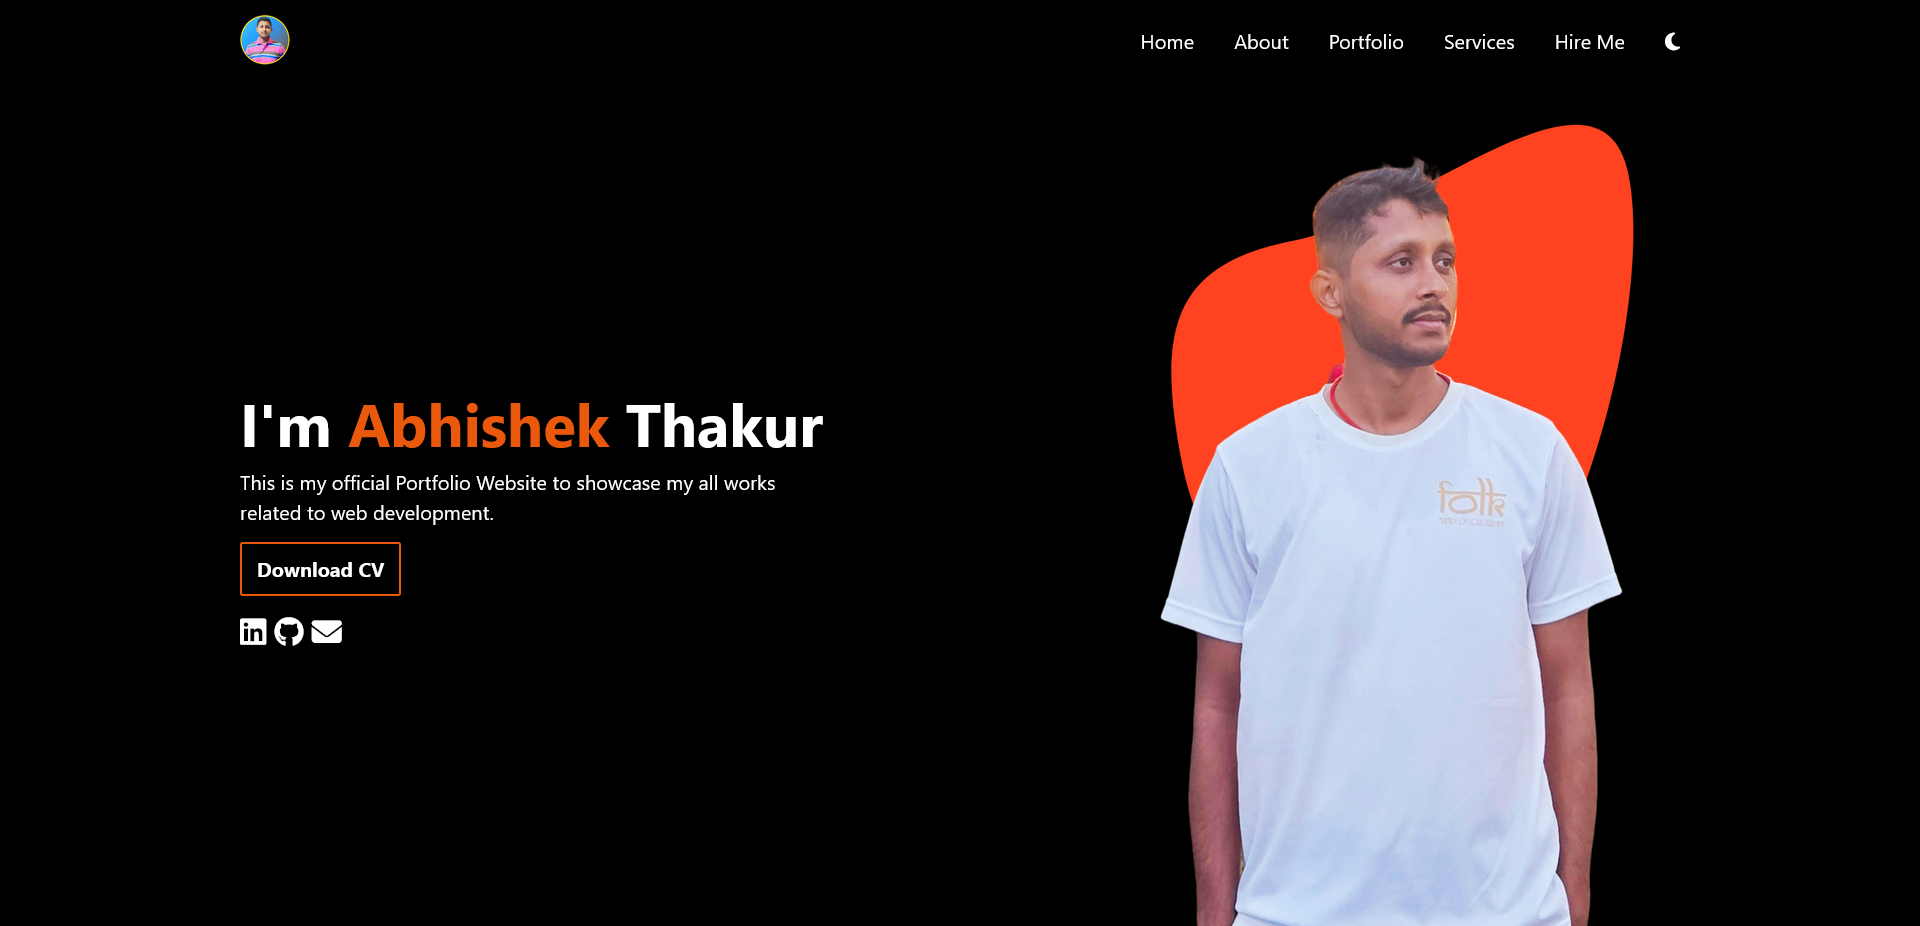 Home About Portfolio Services Hire Me
I'm Abhishek Thakur
This is my official Portfolio Website to showcase my all works
related to web development.
Download CV
in
folk